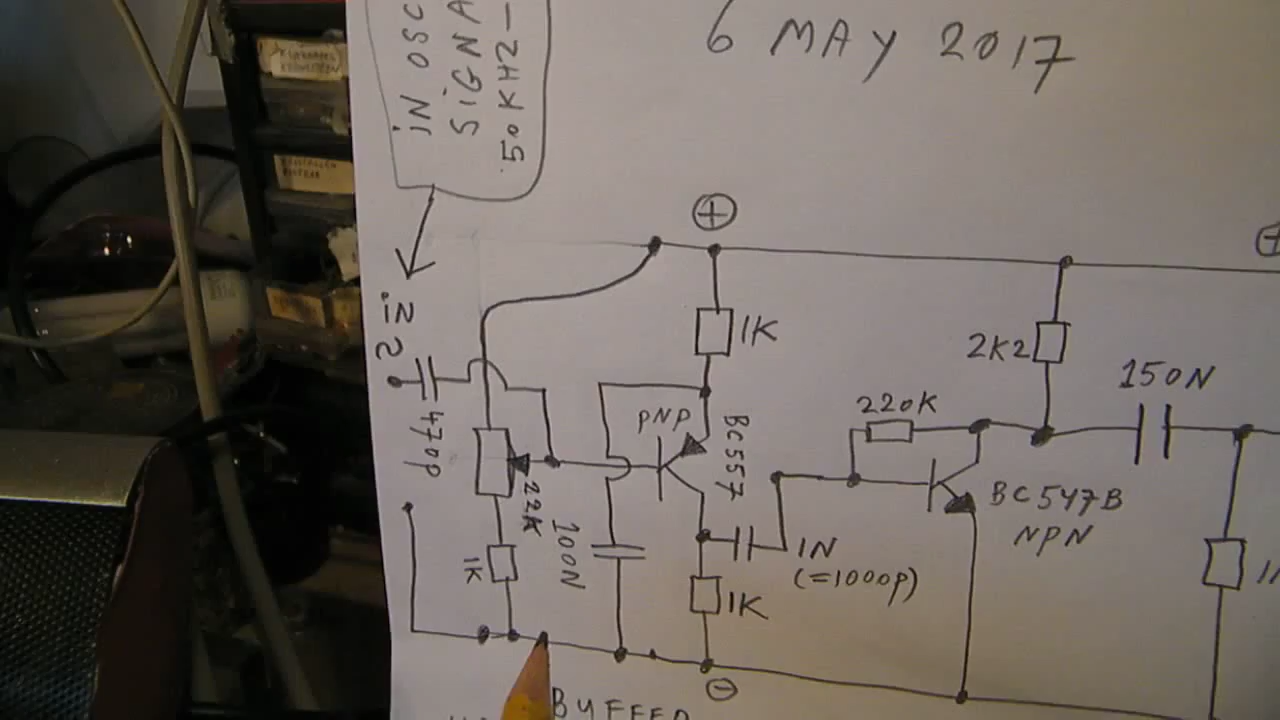 6 MAY 2017
IN OSC
SIGNA
50KHZ-
+
+
in
1K
2K2
150N
220K
PNP
BC557
470p
22K
100N
1K
BC547B
NPN
1N
(=1000p)
1K
-
BUFFER